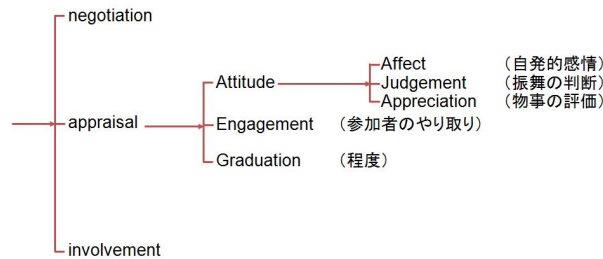 negotiation
Affect (自発的感情)
Attitude
Judgement (振舞の判断)
Appreciation (物事の評価)
appraisal
Engagement (参加者のやり取り)
Graduation (程度)
involvement